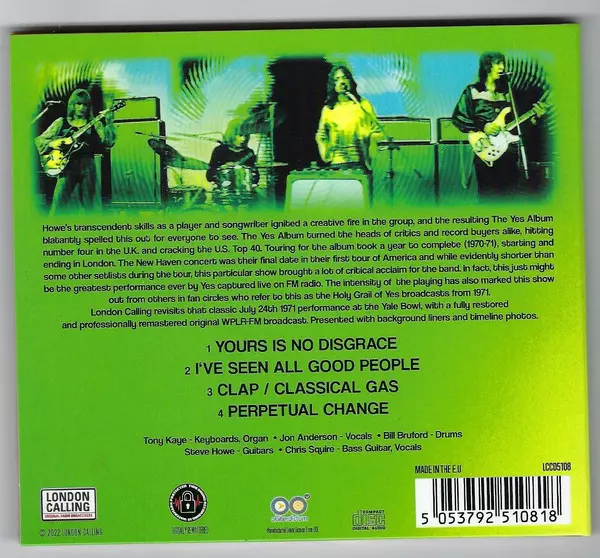 Howe's transcendent skills as a player and songwriter ignited a creative fire in the group, and the resulting The Yes Album
blatantly spelled this out for everyone to see. The Yes Album turned the heads of critics and record buyers alike, hitting
number four in the U.K. and cracking the U.S. Top 40. Touring for the album took a year to complete (1970-71), starting and
ending in London. The New Haven concert was their final date in their first tour of America and while evidently shorter than
some other setlists during the tour, this particular show brought a lot of critical acclaim for the band. In fact, this just might
be the greatest performance ever by Yes captured live on FM radio. The intensity of the playing has also marked this show
out from others in fan circles who refer to this as the Holy Grail of Yes broadcasts from 1971.
London Calling revisits that classic July 24th 1971 performance at the Yale Bowl, with a fully restored
and professionally remastered original WPLR-FM broadcast. Presented with background liners and timeline photos.
1 YOURS IS NO DISGRACE
2 I'VE SEEN ALL GOOD PEOPLE
3 CLAP / CLASSICAL GAS
4 PERPETUAL CHANGE
Tony Kaye - Keyboards, Organ • Jon Anderson - Vocals • Bill Bruford - Drums
Steve Howe - Guitars • Chris Squire - Bass Guitar, Vocals
MADE IN THE E.U
LCCD5108
LONDON
CALLING
COMPACT
disc
DIGITAL AUDIO
5 053792 510818
© 2022 LONDON CALLING